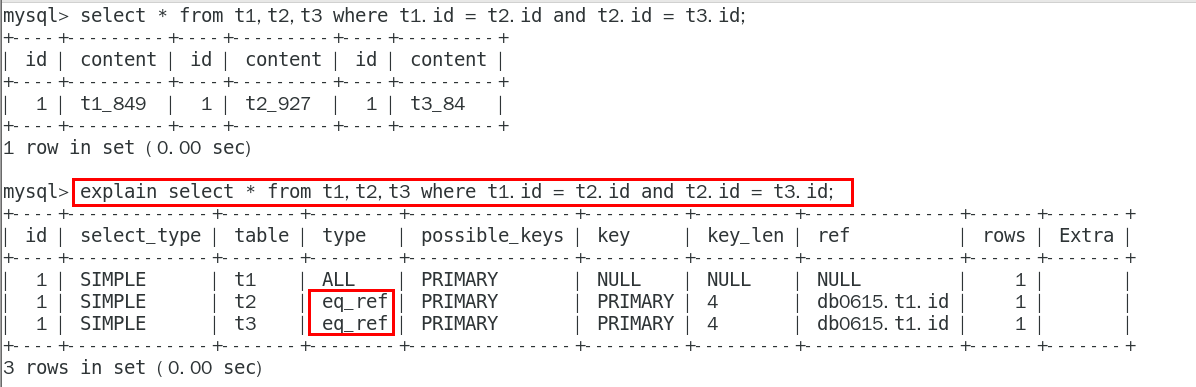 mysql> select * from t1,t2,t3 where t1.id = t2.id and t2.id = t3.id;
+----+---------+----+---------+----+---------+
| id | content | id | content | id | content |
+----+---------+----+---------+----+---------+
| 1 | t1_849 | 1 | t2_927 | 1 | t3_84 |
+----+---------+----+---------+----+---------+
1 row in set (0.00 sec)
mysql> explain select * from t1,t2,t3 where t1.id = t2.id and t2.id = t3.id;
+----+-------------+-------+--------+---------------+---------+---------+--------------+------+-------+
| id | select_type | table | type | possible_keys | key | key_len | ref | rows | Extra |
+----+-------------+-------+--------+---------------+---------+---------+--------------+------+-------+
| 1 | SIMPLE | t1 | ALL | PRIMARY | NULL | NULL | NULL | 1 | |
| 1 | SIMPLE | t2 | eq_ref | PRIMARY | PRIMARY | 4 | db0615.t1.id | 1 | |
| 1 | SIMPLE | t3 | eq_ref | PRIMARY | PRIMARY | 4 | db0615.t1.id | 1 | |
+----+-------------+-------+--------+---------------+---------+---------+--------------+------+-------+
3 rows in set (0.00 sec)